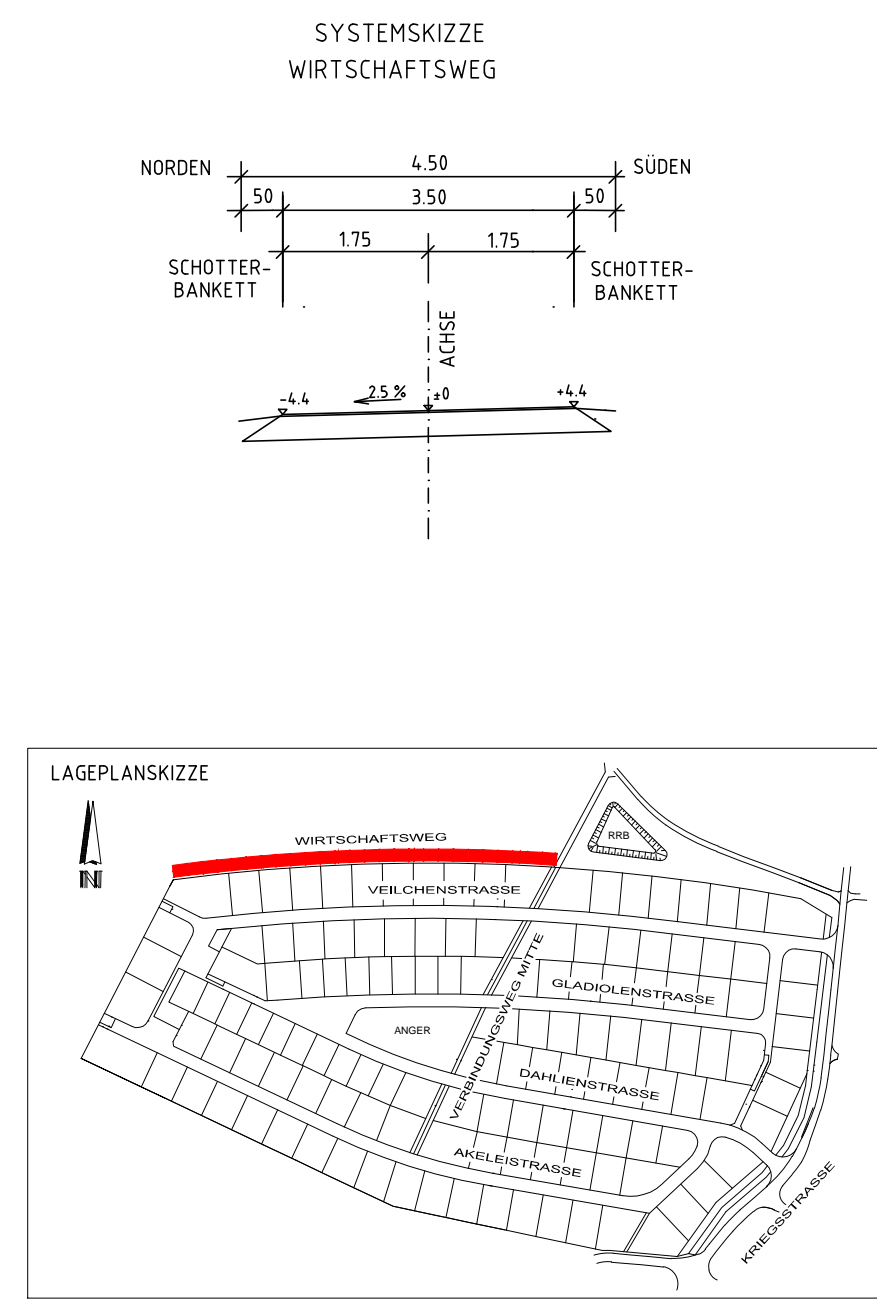 SYSTEMSKIZZE
WIRTSCHAFTSWEG
NORDEN
4.50
SÜDEN
50
3.50
50
1.75
1.75
SCHOTTER-
BANKETT
SCHOTTER-
BANKETT
ACHSE
-4.4
2.5 %
±0
+4.4
LAGEPLANSKIZZE
N
WIRTSCHAFTSWEG
RRB
VEILCHENSTRASSE
VERBINDUNGSWEG MITTE
GLADIOLENSTRASSE
ANGER
DAHLIENSTRASSE
AKELEISTRASSE
KRIEGSSTRASSE